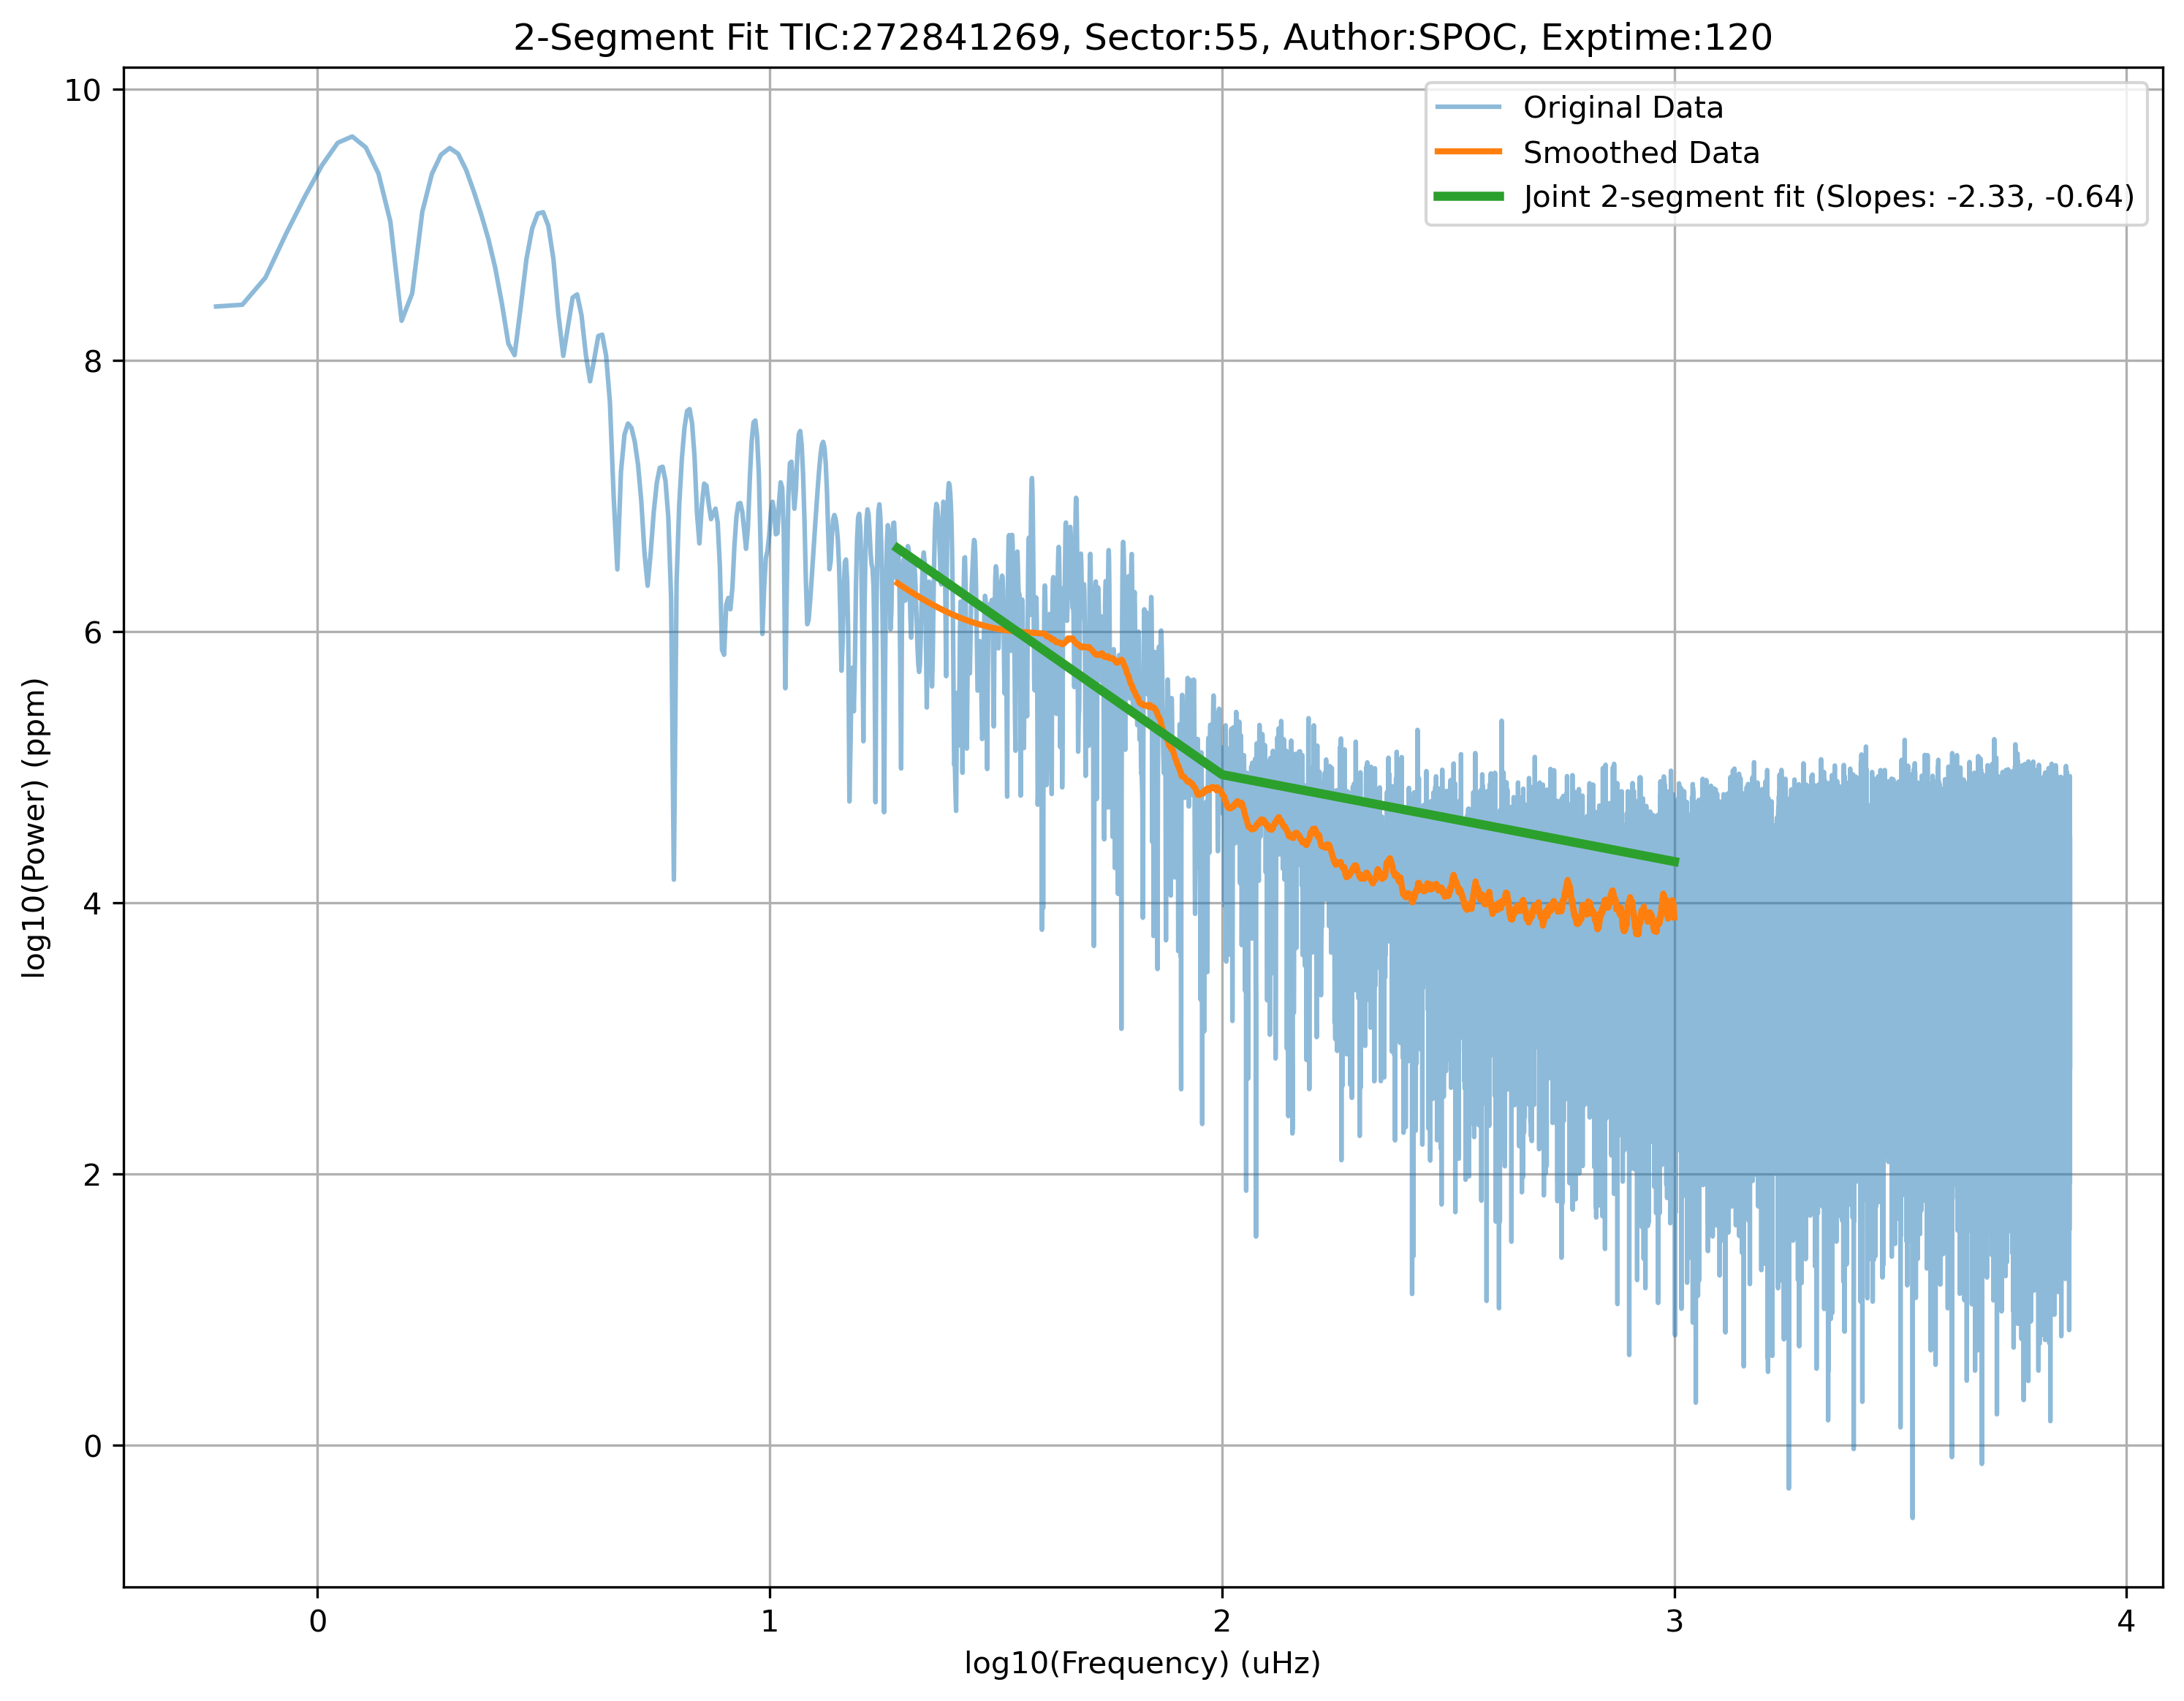 2-Segment Fit TIC:272841269, Sector:55, Author:SPOC, Exptime:120
Original Data
Smoothed Data
Joint 2-segment fit (Slopes: -2.33, -0.64)
log10(Power) (ppm)
10
8
6
4
2
0
0
1
2
3
4
log10(Frequency) (uHz)